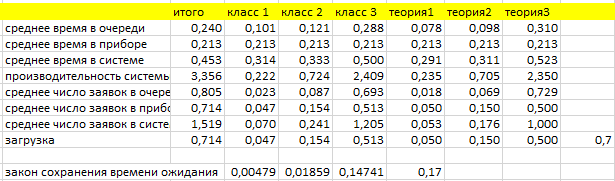 итого класс 1 класс 2 класс 3 теория1 теория2 теория3
среднее время в очереди 0,240 0,101 0,121 0,288 0,078 0,098 0,310
среднее время в приборе 0,213 0,213 0,213 0,213 0,213 0,213 0,213
среднее время в системе 0,453 0,314 0,333 0,500 0,291 0,311 0,523
производительность системы 3,356 0,222 0,724 2,409 0,235 0,705 2,350
среднее число заявок в очере 0,805 0,023 0,087 0,693 0,018 0,069 0,729
среднее число заявок в прибо 0,714 0,047 0,154 0,513 0,050 0,150 0,500
среднее число заявок в систе 1,519 0,070 0,241 1,205 0,053 0,176 1,000
загрузка 0,714 0,047 0,154 0,513 0,050 0,150 0,500 0,7
закон сохранения времени ожидания 0,00479 0,01859 0,14741 0,17